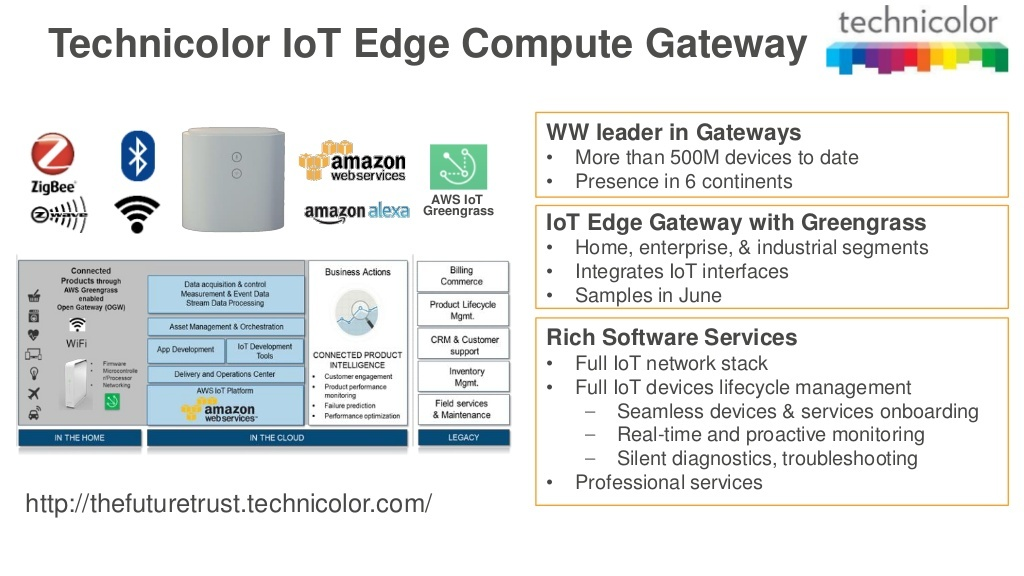 Technicolor IoT Edge Compute Gateway
technicolor
ZigBee
Z WAVE
amazon
webservices
amazon alexa
AWS IoT
Greengrass
Connected
Products through
AWS Greengrass
enabled
Open Gateway (OGW)
WiFi
• Firmware
• Microcontrolle
r/Processor
• Networking
IN THE HOME
Data acquisition & control
Measurement & Event Data
Stream Data Processing
Asset Management & Orchestration
App Development
IoT Development
Tools
Delivery and Operations Center
AWS IoT Platform
amazon
webservices™
IN THE CLOUD
Business Actions
CONNECTED PRODUCT
INTELLIGENCE
• Customer engagement
• Product performance
monitoring
• Failure prediction
• Performance optimization
Billing
Commerce
Product Lifecycle
Mgmt.
CRM & Customer
support
Inventory
Mgmt.
Field services
& Maintenance
LEGACY
http://thefuturetrust.technicolor.com/
WW leader in Gateways
• More than 500M devices to date
• Presence in 6 continents
IoT Edge Gateway with Greengrass
• Home, enterprise, & industrial segments
• Integrates IoT interfaces
• Samples in June
Rich Software Services
• Full IoT network stack
• Full IoT devices lifecycle management
– Seamless devices & services onboarding
– Real-time and proactive monitoring
– Silent diagnostics, troubleshooting
• Professional services